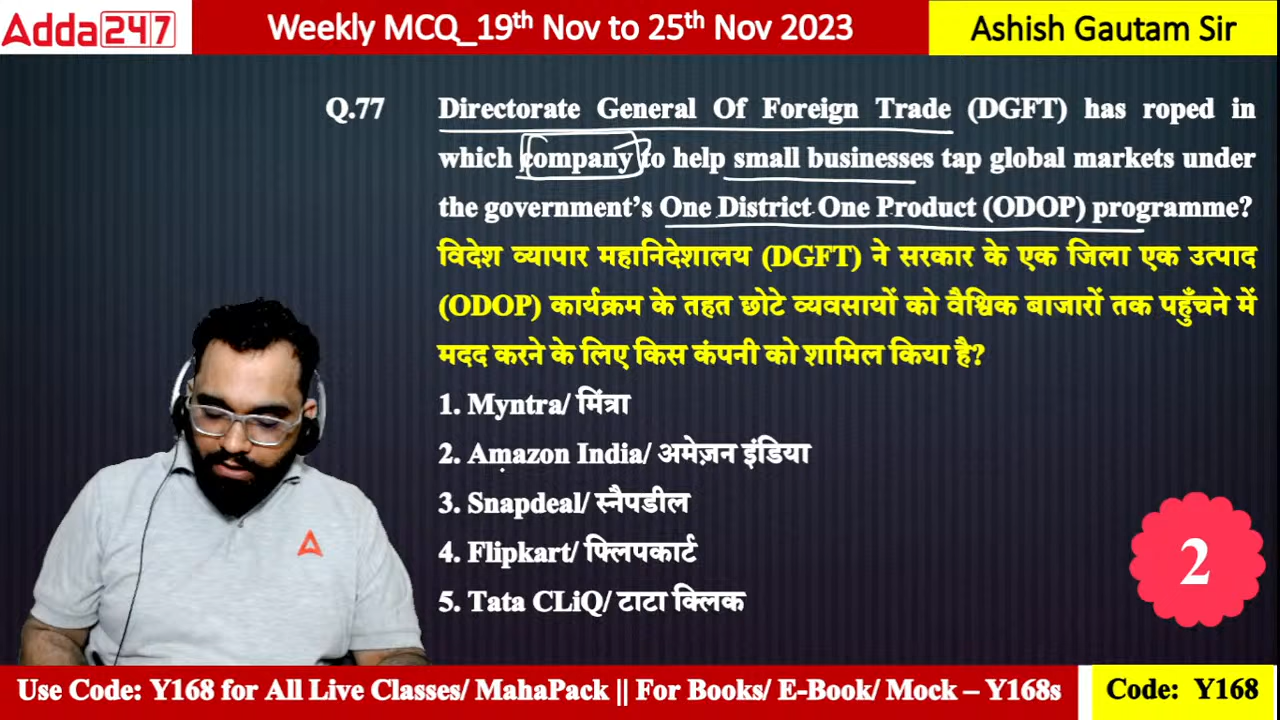 Adda247
Weekly MCQ_19th Nov to 25th Nov 2023
Ashish Gautam Sir
Q.77 Directorate General Of Foreign Trade (DGFT) has roped in
which company to help small businesses tap global markets under
the government's One District One Product (ODOP) programme?
विदेश व्यापार महानिदेशालय (DGFT) ने सरकार के एक जिला एक उत्पाद
(ODOP) कार्यक्रम के तहत छोटे व्यवसायों को वैश्विक बाजारों तक पहुँचने में
मदद करने के लिए किस कंपनी को शामिल किया है?
1. Myntra/ मिंत्रा
2. Amazon India/ अमेज़न इंडिया
3. Snapdeal/ स्नैपडील
4. Flipkart/ फ्लिपकार्ट
5. Tata CLiQ/ टाटा क्लिक
2
Use Code: Y168 for All Live Classes/ MahaPack || For Books/ E-Book/ Mock – Y168s
Code: Y168